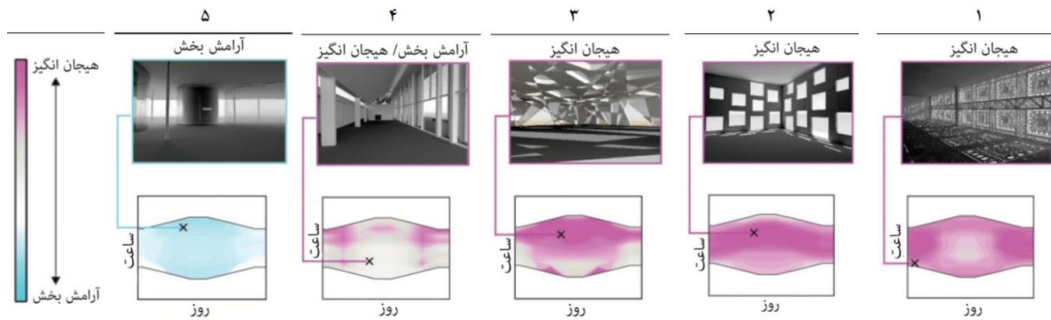 ۱
۲
۳
۴
۵
هیجان انگیز
هیجان انگیز
هیجان انگیز
آرامش بخش/ هیجان انگیز
آرامش بخش
هیجان انگیز
آرامش بخش
ساعت
ساعت
ساعت
ساعت
ساعت
روز
روز
روز
روز
روز